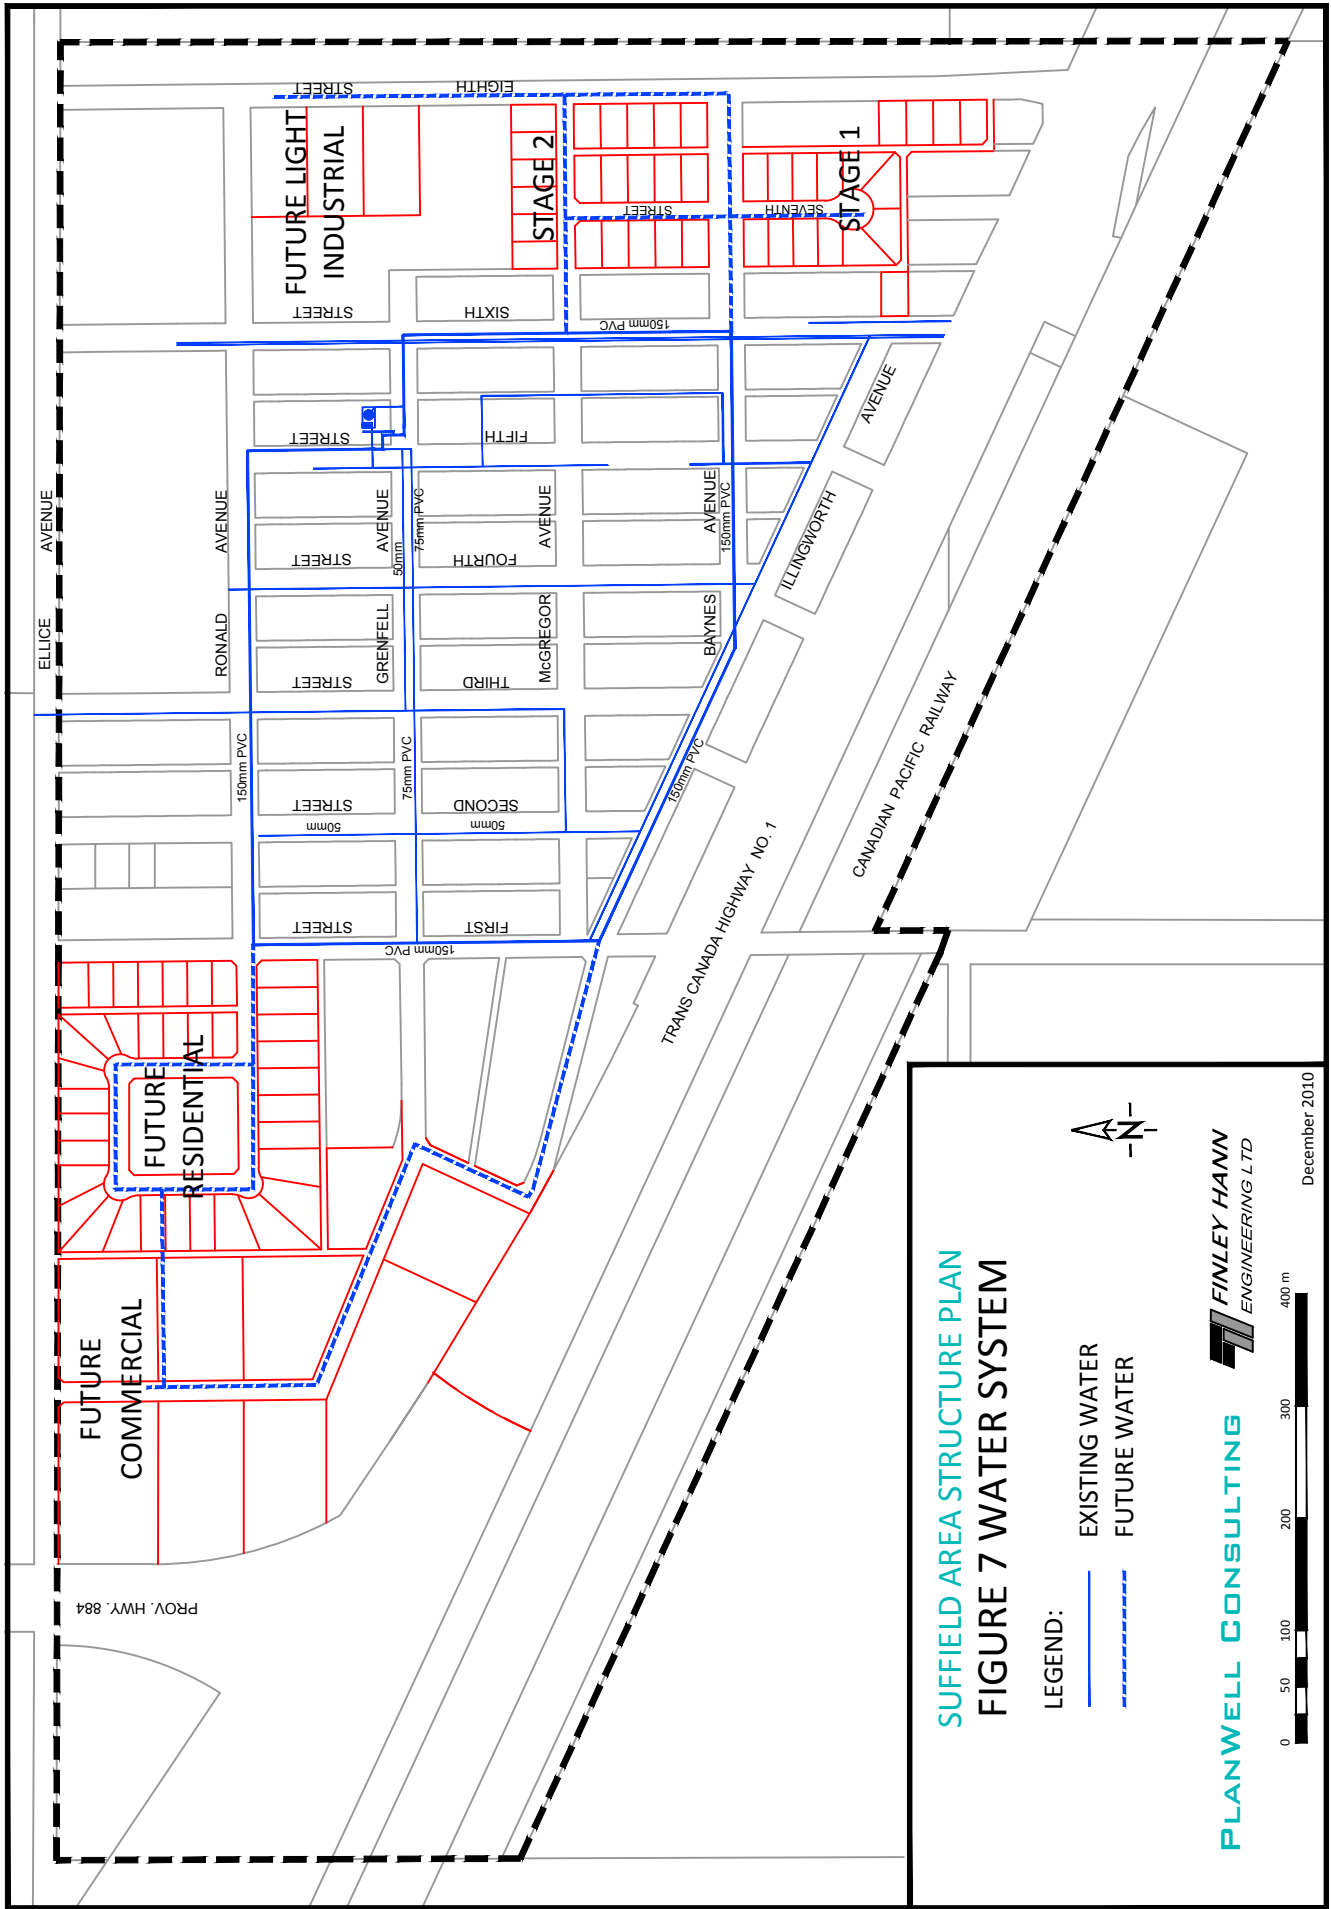 EIGHTH
STREET
FUTURE LIGHT
INDUSTRIAL
STAGE 2
STAGE 1
STREET
SEVENTH
STREET
SIXTH
150mm PVC
STREET
FIFTH
AVENUE
ILLINGWORTH
ELLICE
AVENUE
RONALD
AVENUE
GRENFELL
AVENUE
McGREGOR
AVENUE
BAYNES
AVENUE
50mm
75mm PVC
150mm PVC
STREET
FOURTH
STREET
THIRD
150mm PVC
75mm PVC
150mm PVC
STREET
SECOND
50mm
50mm
STREET
FIRST
150mm PVC
TRANS CANADA HIGHWAY NO. 1
CANADIAN PACIFIC RAILWAY
FUTURE
RESIDENTIAL
FUTURE
COMMERCIAL
PROV. HWY. 884
SUFFIELD AREA STRUCTURE PLAN
FIGURE 7 WATER SYSTEM
LEGEND:
EXISTING WATER
FUTURE WATER
N
PLANWELL CONSULTING
FINLEY HANN
ENGINEERING LTD
0 50 100 200 300 400 m
December 2010